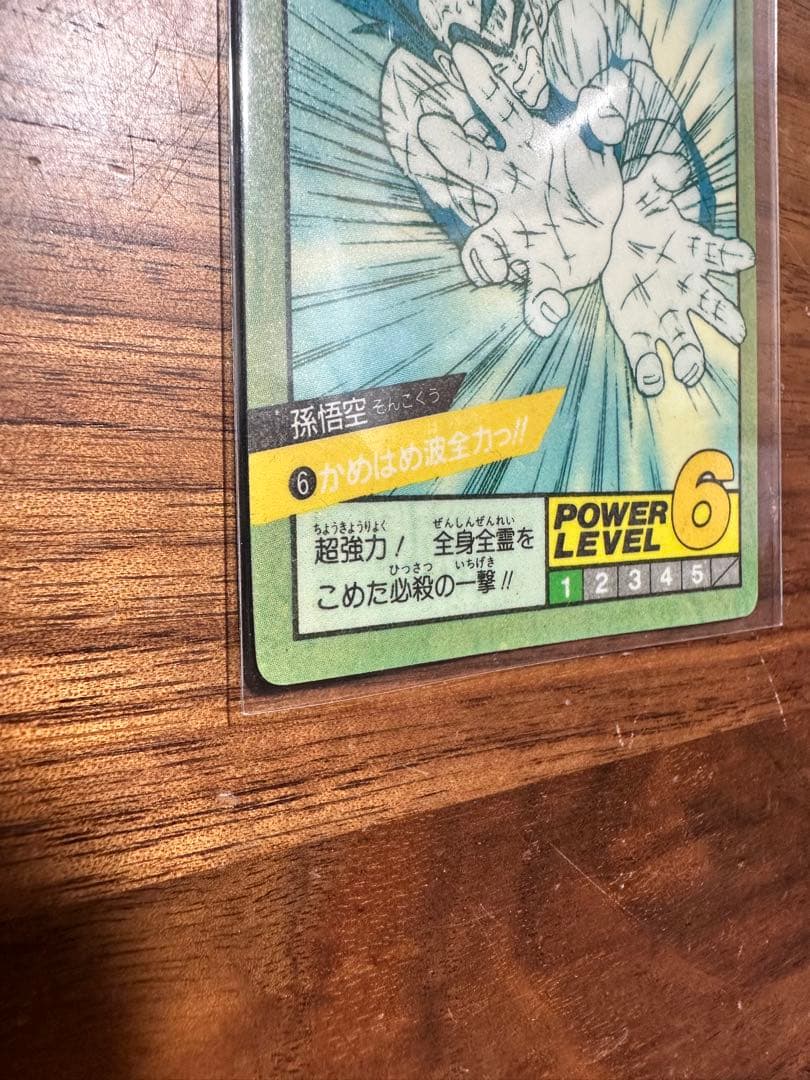 孫悟空 そんごくう
6 かめはめ波全力っ!!
ちょうきょうりょく ぜんしんぜんれい
超強力! 全身全霊を
ひっさつ いちげき
こめた必殺の一撃!!
POWER LEVEL 6
1 2 3 4 5